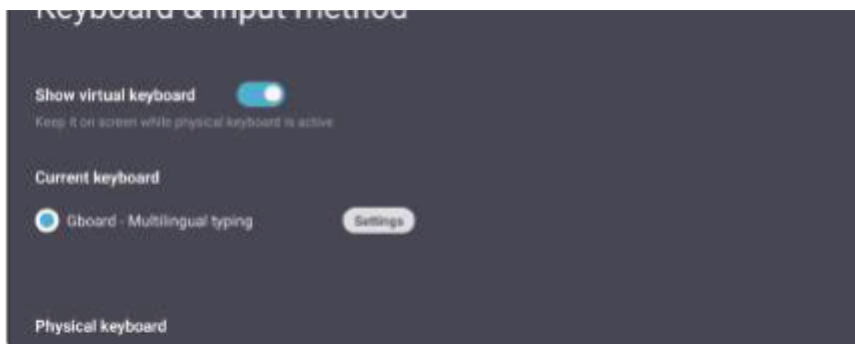 Keyboard & input method
Show virtual keyboard
Keep it on screen while physical keyboard is active
Current keyboard
Gboard - Multilingual typing
Settings
Physical keyboard